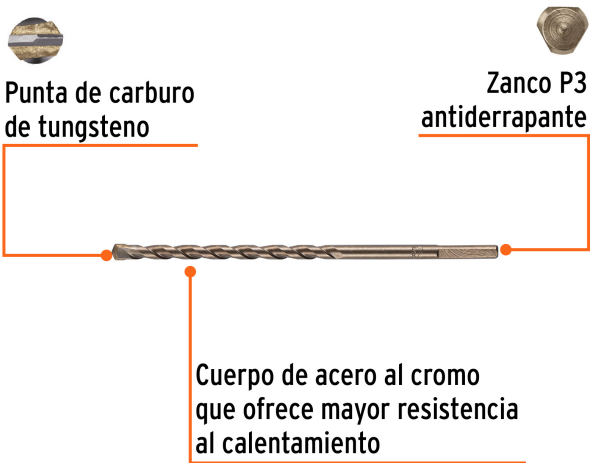 Punta de carburo
de tungsteno
Zanco P3
antiderrapante
Cuerpo de acero al cromo
que ofrece mayor resistencia
al calentamiento